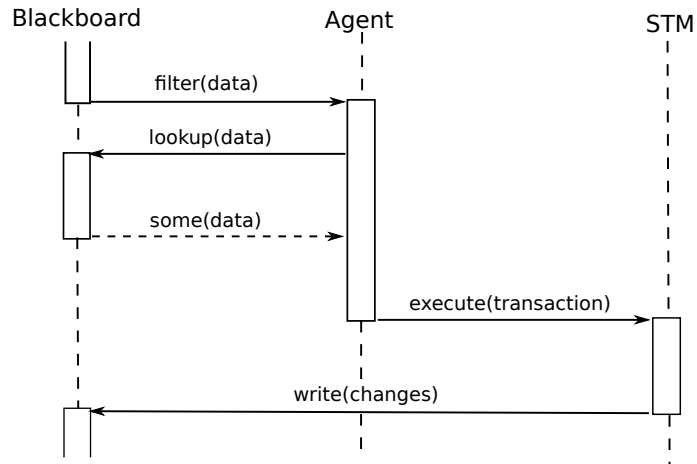 Blackboard
Agent
STM
filter(data)
lookup(data)
some(data)
execute(transaction)
write(changes)